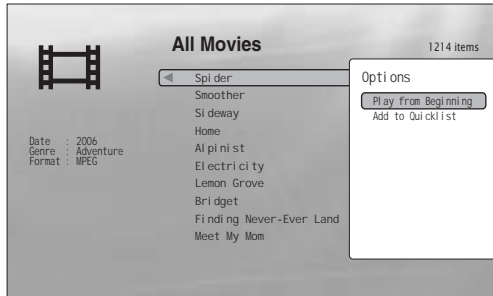 All Movies
1214 items
Spider
Smoother
Sideway
Home
Alpinist
Electricity
Lemon Grove
Bridget
Finding Never-Ever Land
Meet My Mom
Date : 2006
Genre : Adventure
Format : MPEG
Options
Play from Beginning
Add to Quicklist